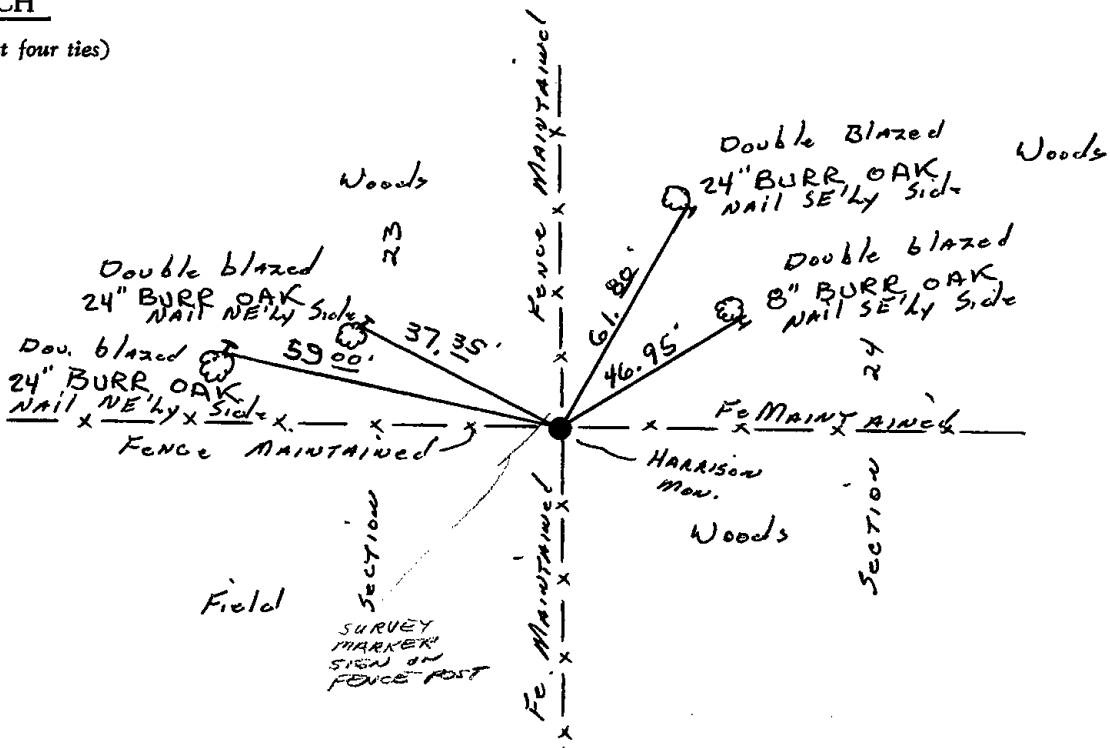 CH
t four ties)
Fence MAINTAINed
Woods
23
Double Blazed
24" BURR OAK
NAIL SE'Ly Side
Woods
Double blazed
24" BURR OAK
NAIL NE'Ly Side
Double blazed
8" BURR OAK
NAIL SE'Ly Side
Dou. blazed
24" BURR OAK
NAIL NE'Ly Side
59.00'
37.35'
61.80'
46.95'
24
Fence MAINTAINed
Fe MAINTAINed
HARRISON
MON.
Section
Woods
Section
Field
SURVEY
MARKER
SIGN ON
FENCE POST
Fe. MAINTAINed